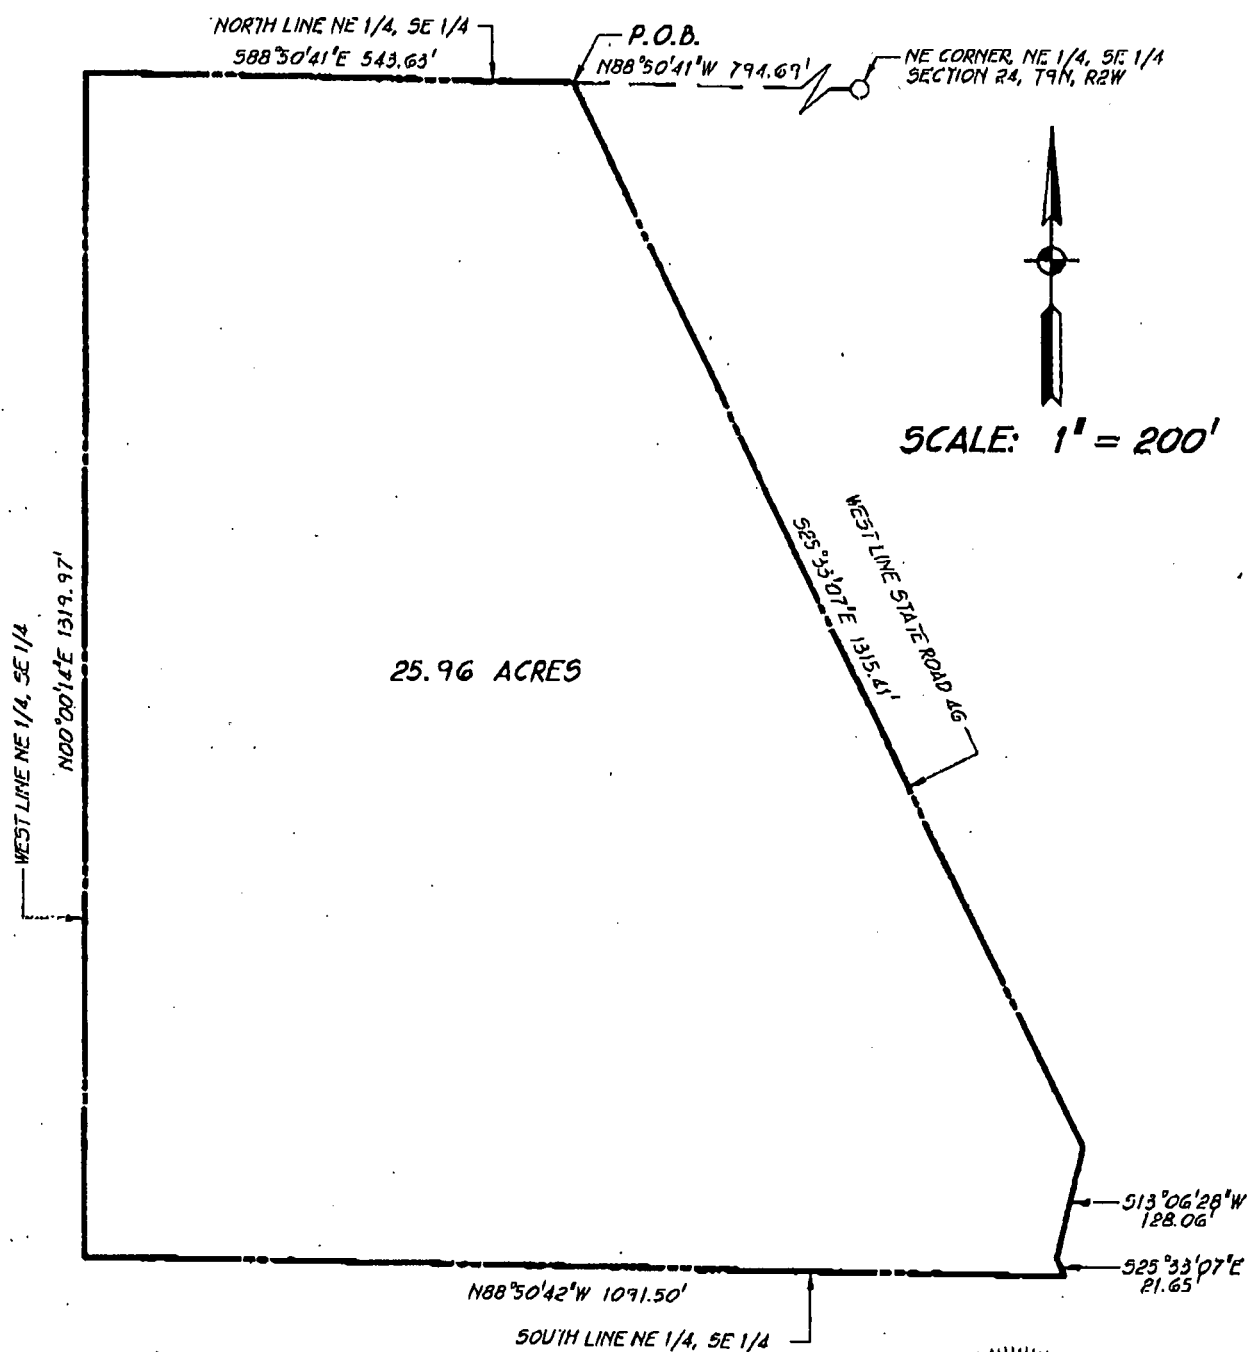 NORTH LINE NE 1/4, SE 1/4
S88°50'41"E 543.63'
P.O.B.
N88°50'41"W 794.69'
NE CORNER, NE 1/4, SE 1/4
SECTION 24, T9N, R2W
SCALE: 1" = 200'
WEST LINE STATE ROAD 46
S25°33'07"E 1315.41'
25.96 ACRES
WEST LINE NE 1/4, SE 1/4
N00°00'14"E 1319.97'
S13°06'28"W
128.06'
S25°33'07"E
21.65'
N88°50'42"W 1091.50'
SOUTH LINE NE 1/4, SE 1/4